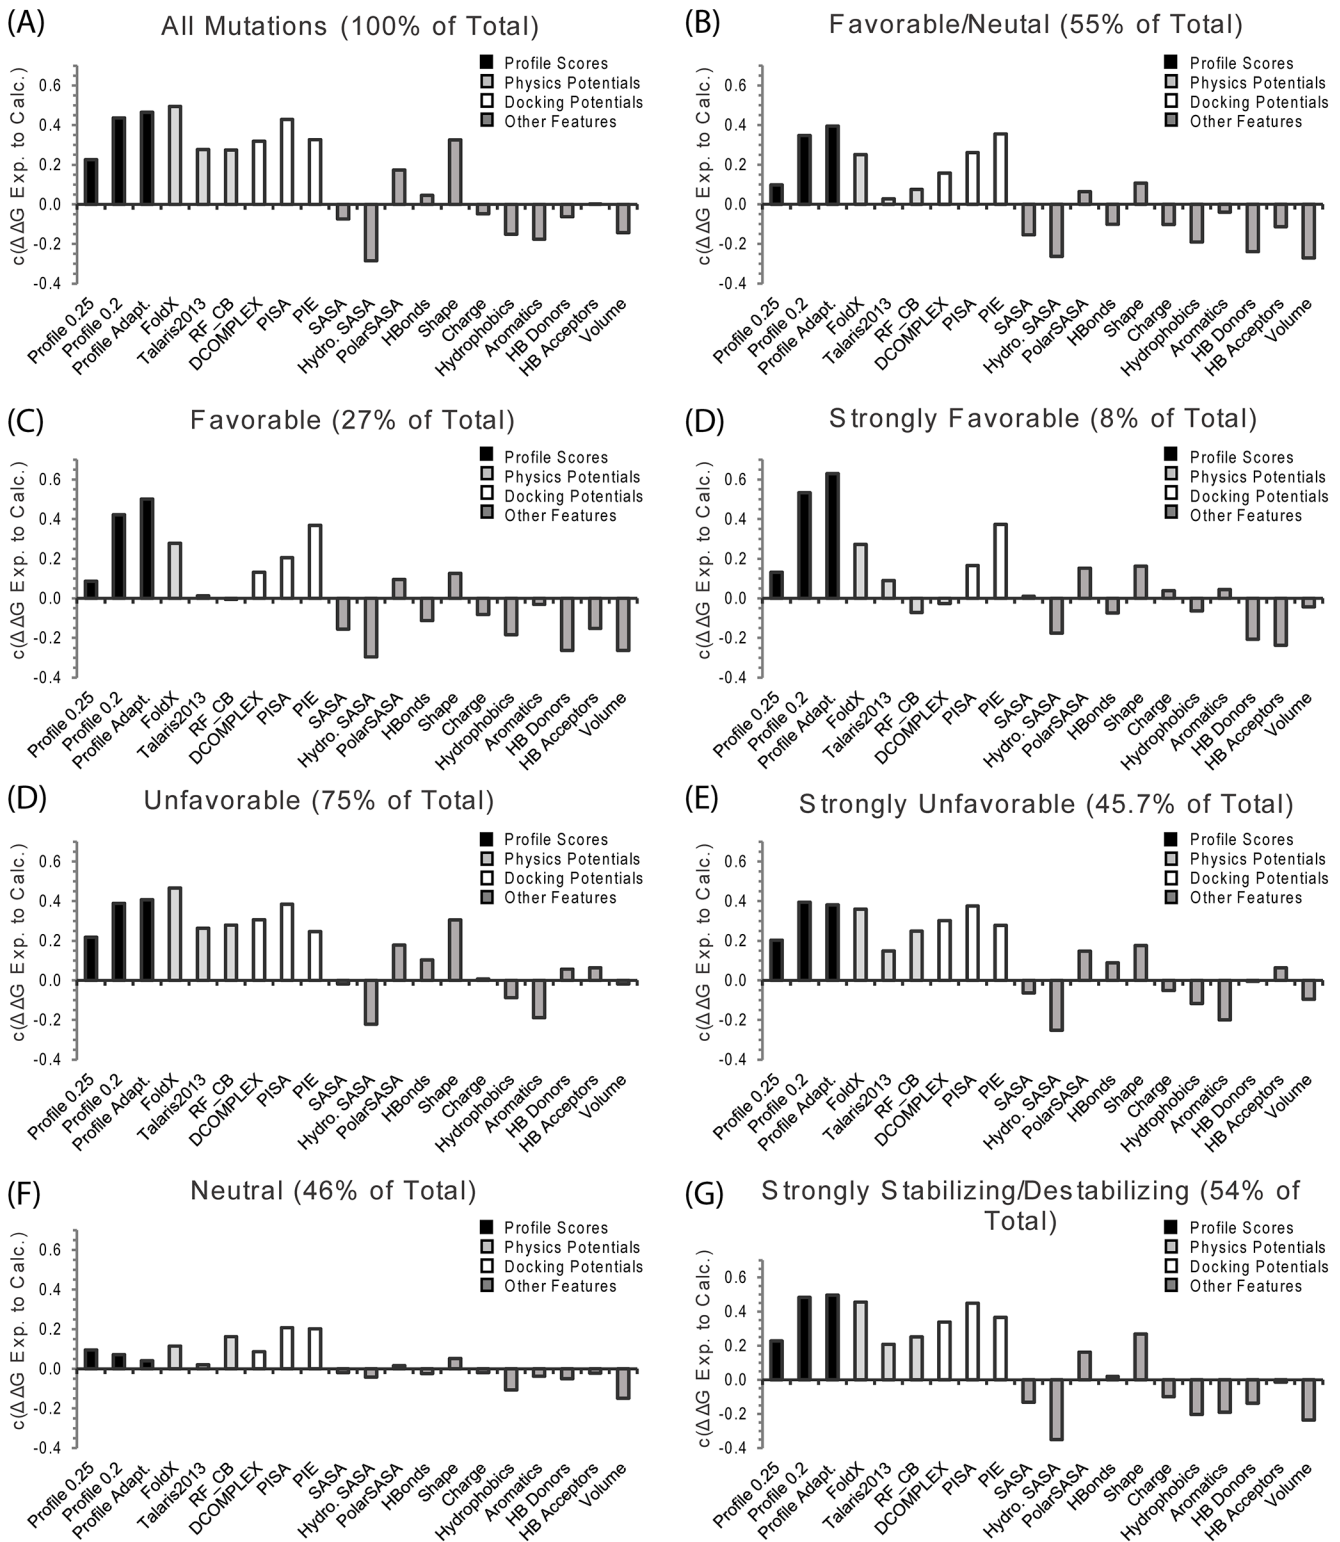 (A)
All Mutations (100% of Total)
Profile Scores
Physics Potentials
Docking Potentials
Other Features
c(ΔΔG Exp. to Calc.)
0.6
0.4
0.2
0.0
-0.2
-0.4
Profile 0.25
Profile 0.2
Profile Adapt.
FoldX
Talaris2013
RF_CB
DCOMPLEX
PISA
PIE
SASA
Hydro. SASA
PolarSASA
HBonds
Shape
Charge
Hydrophobics
Aromatics
HB Donors
HB Acceptors
Volume
(B)
Favorable/Neutal (55% of Total)
Profile Scores
Physics Potentials
Docking Potentials
Other Features
c(ΔΔG Exp. to Calc.)
0.6
0.4
0.2
0.0
-0.2
-0.4
Profile 0.25
Profile 0.2
Profile Adapt.
FoldX
Talaris2013
RF_CB
DCOMPLEX
PISA
PIE
SASA
Hydro. SASA
PolarSASA
HBonds
Shape
Charge
Hydrophobics
Aromatics
HB Donors
HB Acceptors
Volume
(C)
Favorable (27% of Total)
Profile Scores
Physics Potentials
Docking Potentials
Other Features
c(ΔΔG Exp. to Calc.)
0.6
0.4
0.2
0.0
-0.2
-0.4
Profile 0.25
Profile 0.2
Profile Adapt.
FoldX
Talaris2013
RF_CB
DCOMPLEX
PISA
PIE
SASA
Hydro. SASA
PolarSASA
HBonds
Shape
Charge
Hydrophobics
Aromatics
HB Donors
HB Acceptors
Volume
(D)
Strongly Favorable (8% of Total)
Profile Scores
Physics Potentials
Docking Potentials
Other Features
c(ΔΔG Exp. to Calc.)
0.6
0.4
0.2
0.0
-0.2
-0.4
Profile 0.25
Profile 0.2
Profile Adapt.
FoldX
Talaris2013
RF_CB
DCOMPLEX
PISA
PIE
SASA
Hydro. SASA
PolarSASA
HBonds
Shape
Charge
Hydrophobics
Aromatics
HB Donors
HB Acceptors
Volume
(D)
Unfavorable (75% of Total)
Profile Scores
Physics Potentials
Docking Potentials
Other Features
c(ΔΔG Exp. to Calc.)
0.6
0.4
0.2
0.0
-0.2
-0.4
Profile 0.25
Profile 0.2
Profile Adapt.
FoldX
Talaris2013
RF_CB
DCOMPLEX
PISA
PIE
SASA
Hydro. SASA
PolarSASA
HBonds
Shape
Charge
Hydrophobics
Aromatics
HB Donors
HB Acceptors
Volume
(E)
Strongly Unfavorable (45.7% of Total)
Profile Scores
Physics Potentials
Docking Potentials
Other Features
c(ΔΔG Exp. to Calc.)
0.6
0.4
0.2
0.0
-0.2
-0.4
Profile 0.25
Profile 0.2
Profile Adapt.
FoldX
Talaris2013
RF_CB
DCOMPLEX
PISA
PIE
SASA
Hydro. SASA
PolarSASA
HBonds
Shape
Charge
Hydrophobics
Aromatics
HB Donors
HB Acceptors
Volume
(F)
Neutral (46% of Total)
Profile Scores
Physics Potentials
Docking Potentials
Other Features
c(ΔΔG Exp. to Calc.)
0.6
0.4
0.2
0.0
-0.2
-0.4
Profile 0.25
Profile 0.2
Profile Adapt.
FoldX
Talaris2013
RF_CB
DCOMPLEX
PISA
PIE
SASA
Hydro. SASA
PolarSASA
HBonds
Shape
Charge
Hydrophobics
Aromatics
HB Donors
HB Acceptors
Volume
(G)
Strongly Stabilizing/Destabilizing (54% of
Total)
Profile Scores
Physics Potentials
Docking Potentials
Other Features
c(ΔΔG Exp. to Calc.)
0.6
0.4
0.2
0.0
-0.2
-0.4
Profile 0.25
Profile 0.2
Profile Adapt.
FoldX
Talaris2013
RF_CB
DCOMPLEX
PISA
PIE
SASA
Hydro. SASA
PolarSASA
HBonds
Shape
Charge
Hydrophobics
Aromatics
HB Donors
HB Acceptors
Volume